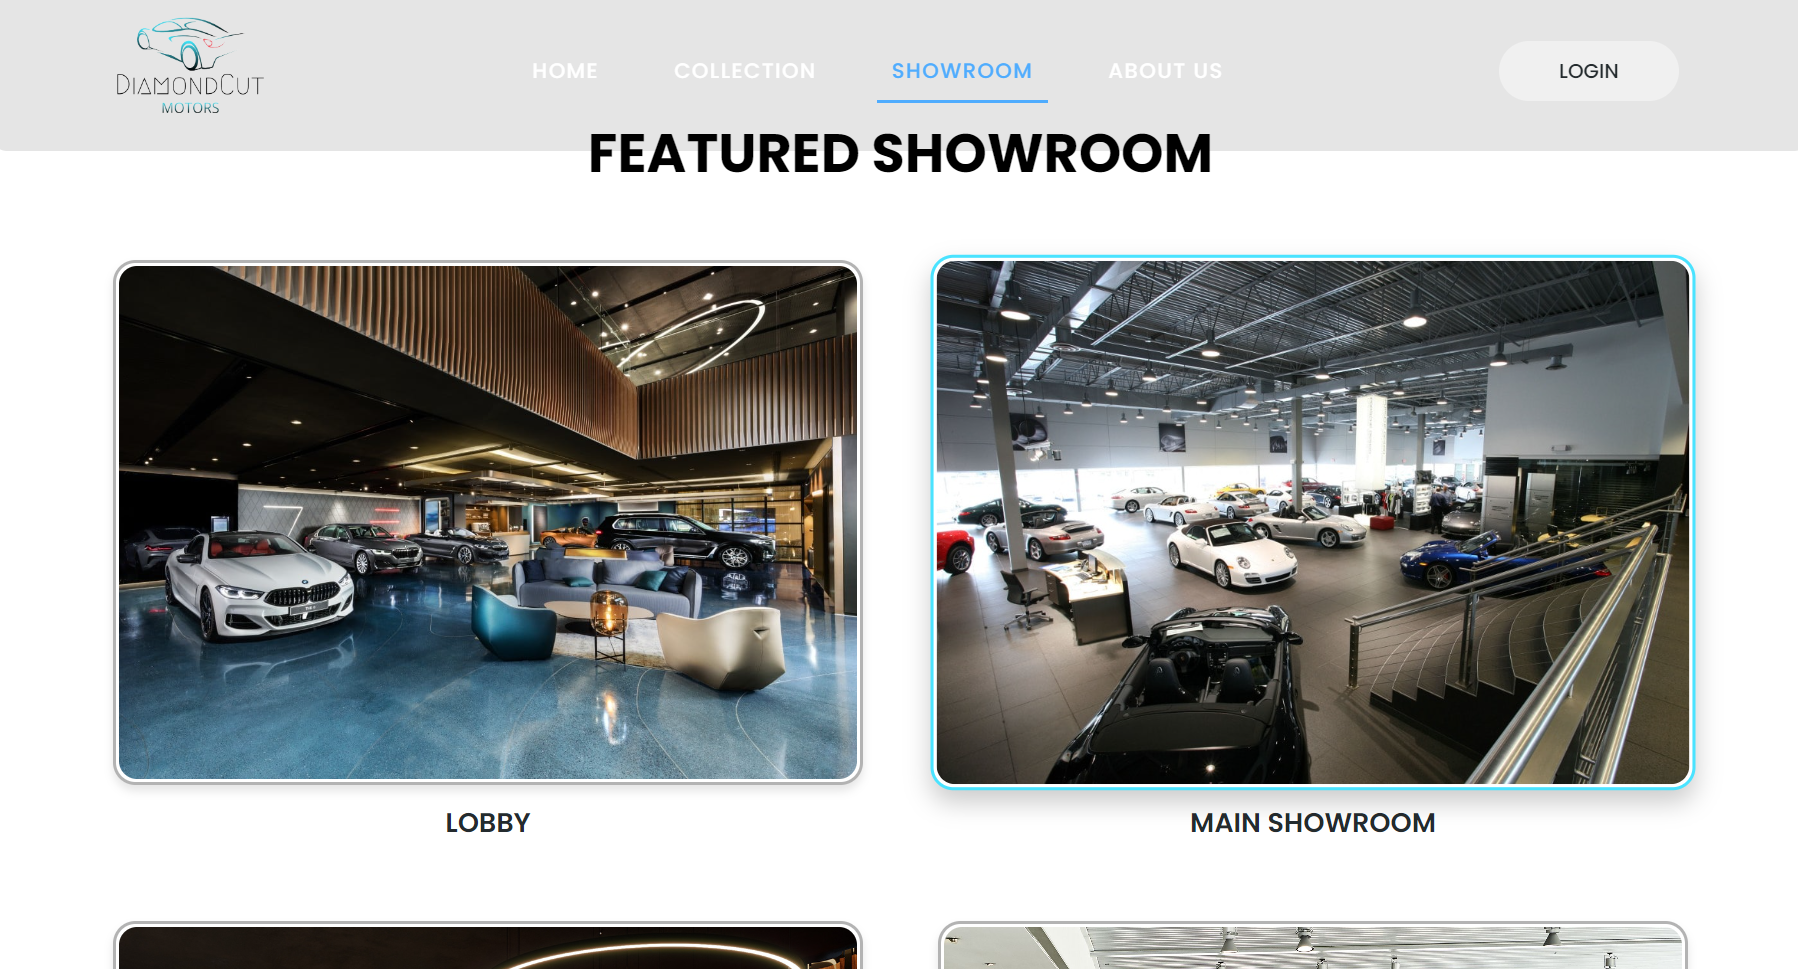 DIAMONDCUT
MOTORS
HOME
COLLECTION
SHOWROOM
ABOUT US
LOGIN
FEATURED SHOWROOM
LOBBY
MAIN SHOWROOM